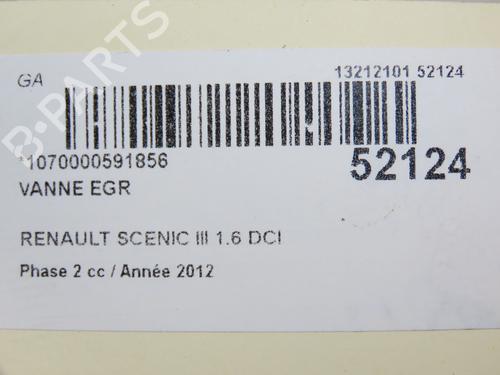 GA
13212101 52124
*1070000591856
52124
VANNE EGR
RENAULT SCENIC III 1.6 DCI
Phase 2 cc / Année 2012
B-PARTS